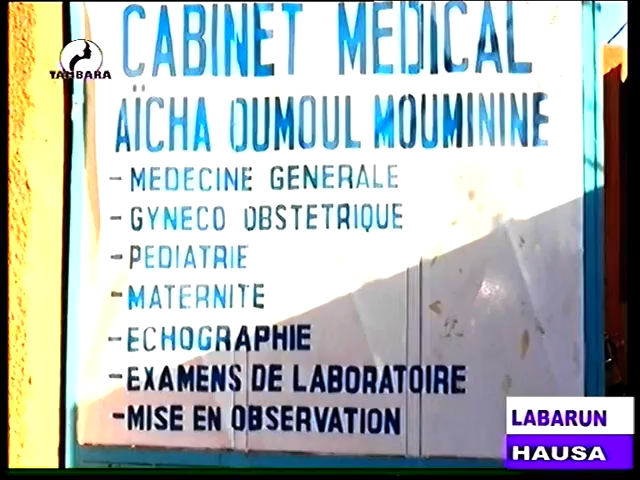 CABINET MEDICAL
TAMBARA
AÏCHA OUMOUL MOUMININE
-MEDECINE GENERALE
-GYNECO OBSTETRIQUE
-PEDIATRIE
-MATERNITE
-ECHOGRAPHIE
-EXAMENS DE LABORATOIRE
-MISE EN OBSERVATION
LABARUN
HAUSA